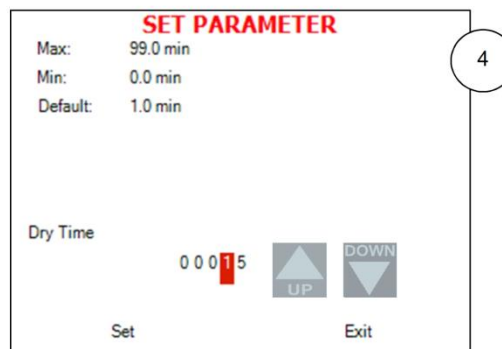 SET PARAMETER
4
Max: 99.0 min
Min: 0.0 min
Default: 1.0 min
Dry Time
0 0 0 1 5
UP
DOWN
Set
Exit